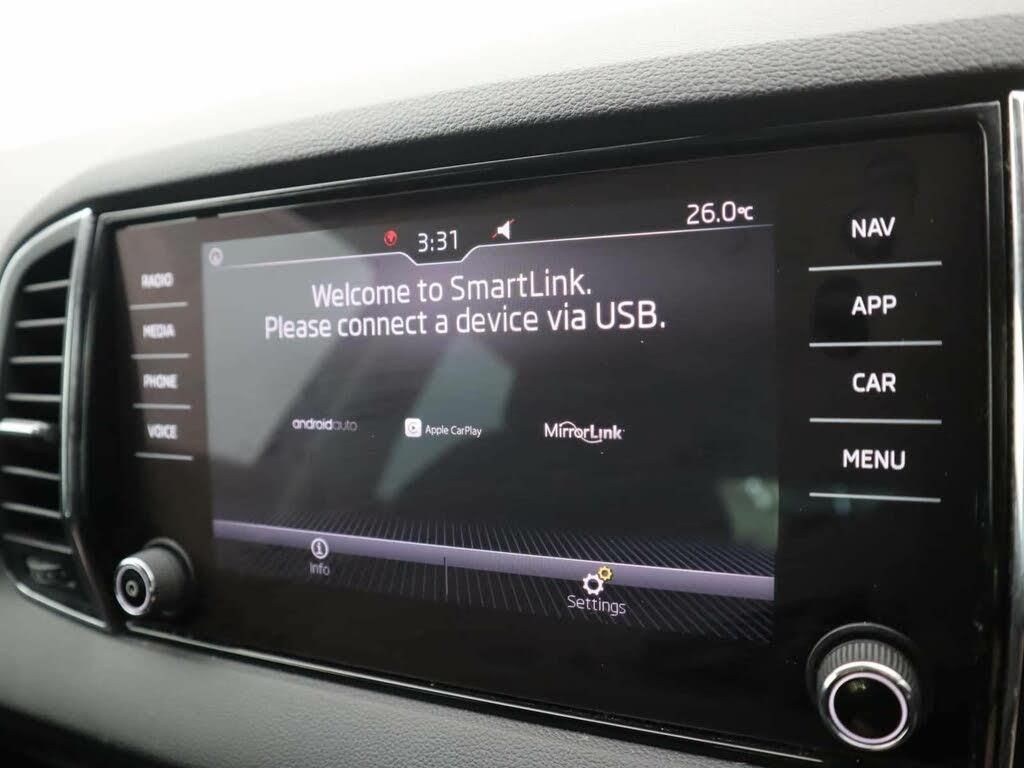 3:31
26.0°C
Welcome to SmartLink.
Please connect a device via USB.
androidauto
Apple CarPlay
MirrorLink
Info
Settings
RADIO
MEDIA
PHONE
VOICE
NAV
APP
CAR
MENU